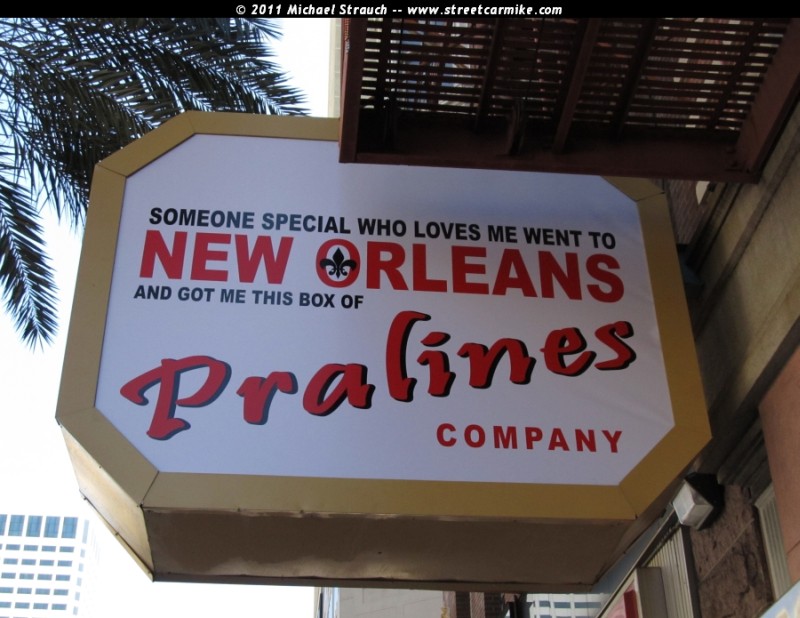 © 2011 Michael Strauch -- www.streetcarmike.com
SOMEONE SPECIAL WHO LOVES ME WENT TO
NEW ORLEANS
AND GOT ME THIS BOX OF
Pralines
COMPANY